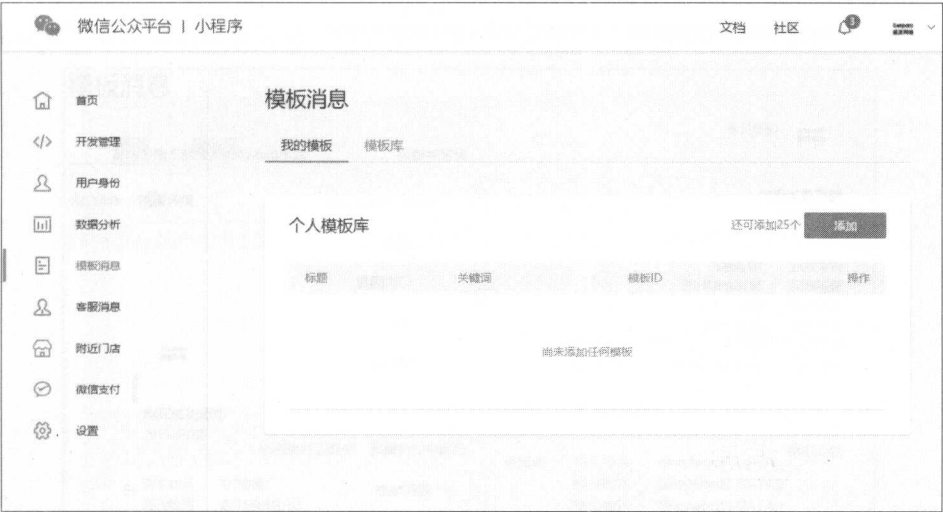 微信公众平台 | 小程序
文档 社区 3
首页
开发管理
用户身份
数据分析
模板消息
客服消息
附近门店
微信支付
设置
模板消息
我的模板 模板库
个人模板库 还可添加25个 添加
标题 关键词 模板ID 操作
尚未添加任何模板